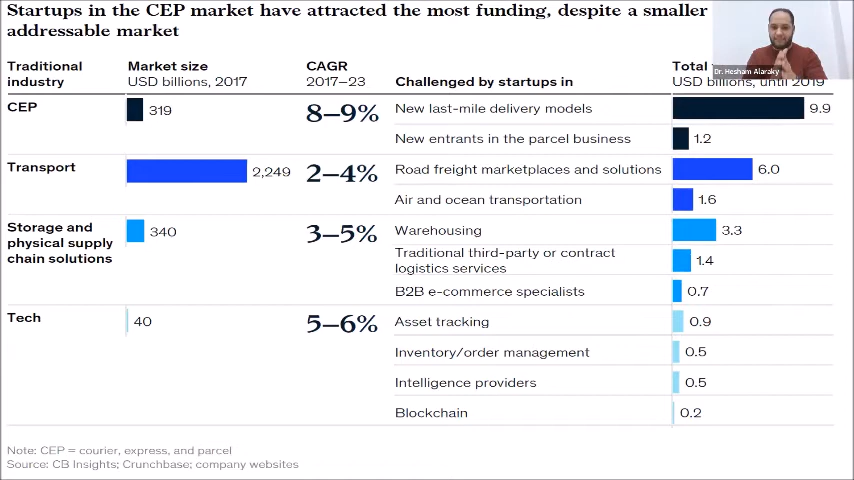 Startups in the CEP market have attracted the most funding, despite a smaller
addressable market
Traditional industry
Market size
USD billions, 2017
CAGR
2017–23
Challenged by startups in
Total
USD billions, until 2019
Dr. Hesham Alaraky
CEP
319
8–9%
New last-mile delivery models
9.9
New entrants in the parcel business
1.2
Transport
2,249
2–4%
Road freight marketplaces and solutions
6.0
Air and ocean transportation
1.6
Storage and
physical supply
chain solutions
340
3–5%
Warehousing
3.3
Traditional third-party or contract
logistics services
1.4
B2B e-commerce specialists
0.7
Tech
40
5–6%
Asset tracking
0.9
Inventory/order management
0.5
Intelligence providers
0.5
Blockchain
0.2
Note: CEP = courier, express, and parcel
Source: CB Insights; Crunchbase; company websites